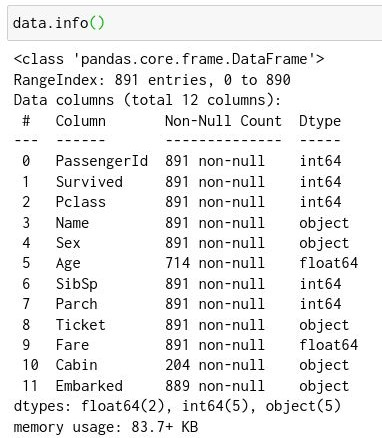 data.info()
<class 'pandas.core.frame.DataFrame'>
RangeIndex: 891 entries, 0 to 890
Data columns (total 12 columns):
 #   Column       Non-Null Count  Dtype
---  ------       --------------  -----
 0   PassengerId  891 non-null    int64
 1   Survived     891 non-null    int64
 2   Pclass       891 non-null    int64
 3   Name         891 non-null    object
 4   Sex          891 non-null    object
 5   Age          714 non-null    float64
 6   SibSp        891 non-null    int64
 7   Parch        891 non-null    int64
 8   Ticket       891 non-null    object
 9   Fare         891 non-null    float64
 10  Cabin        204 non-null    object
 11  Embarked     889 non-null    object
dtypes: float64(2), int64(5), object(5)
memory usage: 83.7+ KB